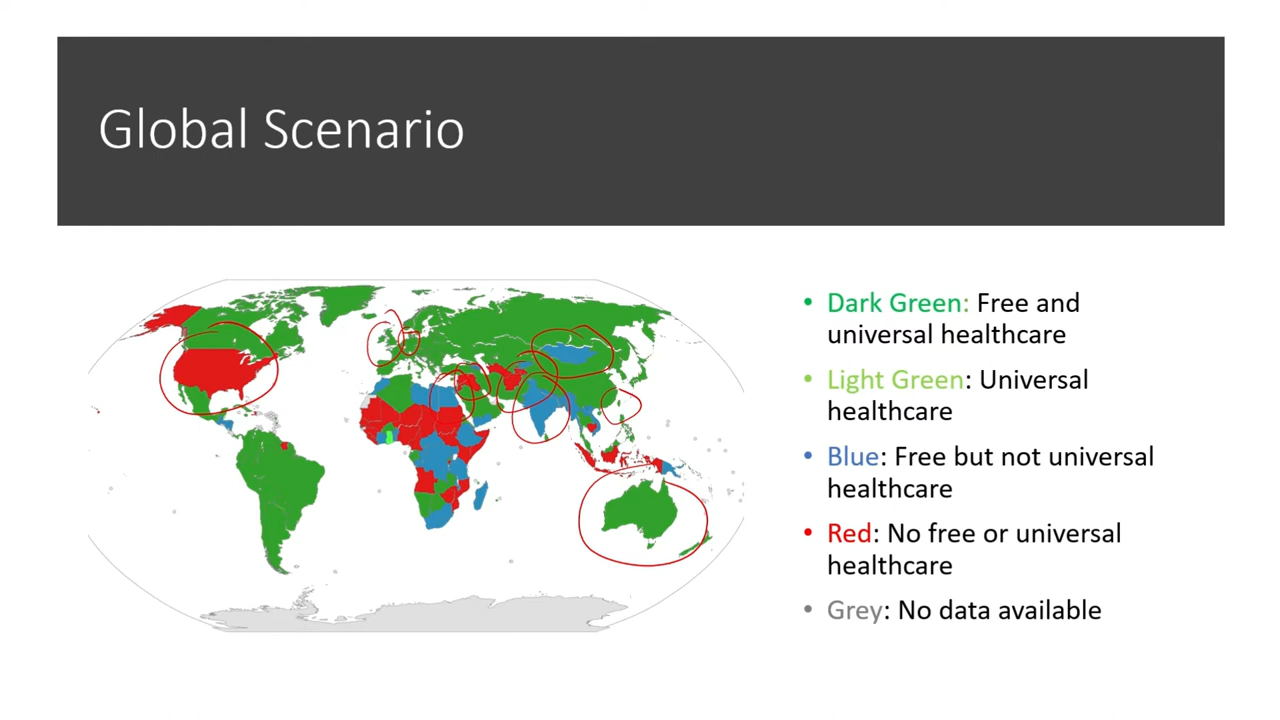 Global Scenario
Dark Green: Free and
universal healthcare
Light Green: Universal
healthcare
Blue: Free but not universal
healthcare
Red: No free or universal
healthcare
Grey: No data available